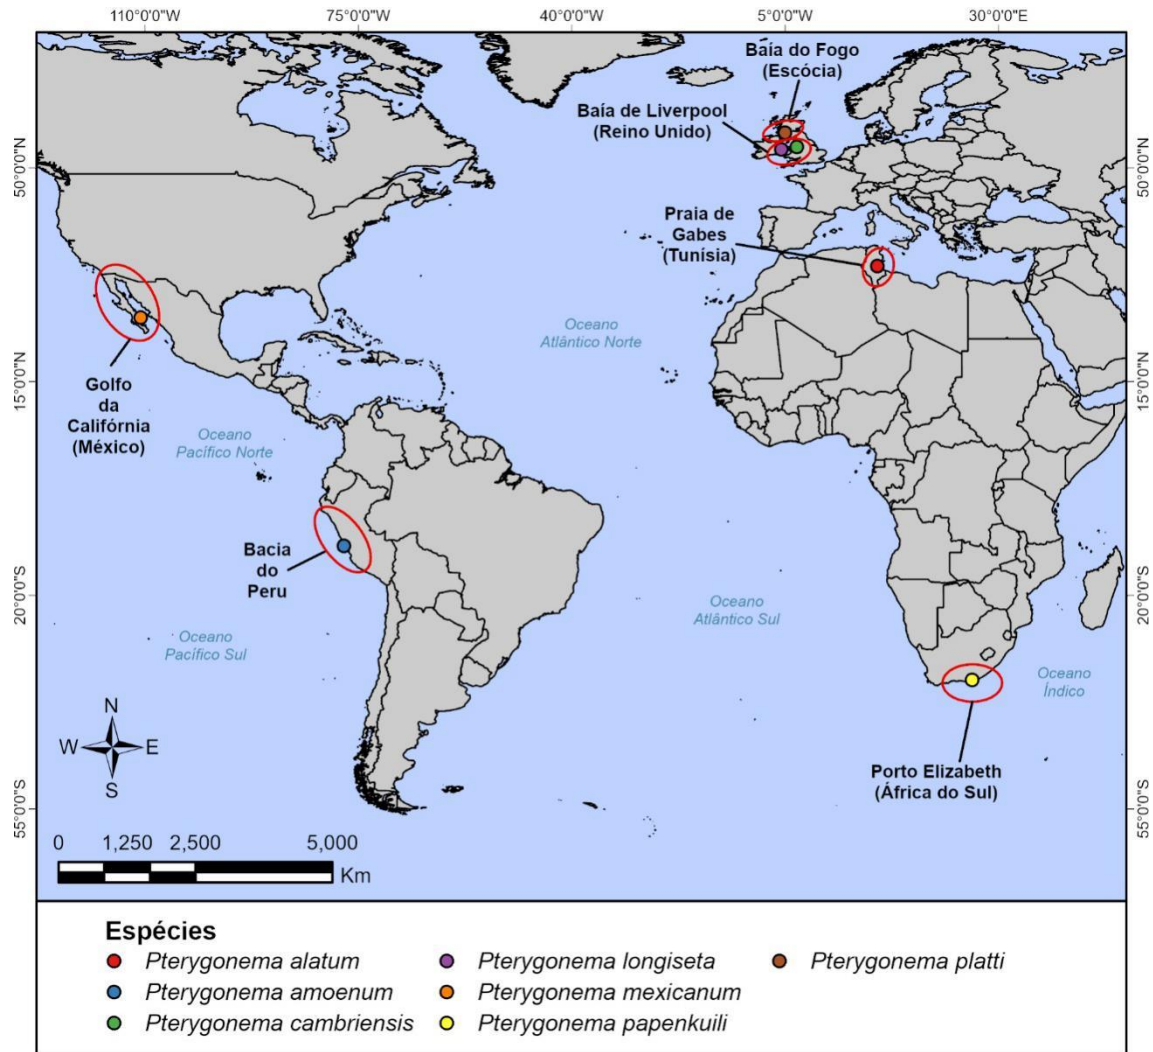 110°0'0"W
75°0'0"W
40°0'0"W
5°0'0"W
30°0'0"E
Baía do Fogo
(Escócia)
Baía de Liverpool
(Reino Unido)
50°0'0"N
50°0'0"N
Praia de
Gabes
(Tunísia)
Oceano
Atlântico Norte
15°0'0"N
15°0'0"N
Golfo
da
Califórnia
(México)
Oceano
Pacífico Norte
Bacia
do
Peru
20°0'0"S
20°0'0"S
Oceano
Atlântico Sul
Oceano
Pacífico Sul
Oceano
Índico
N
W
E
S
Porto Elizabeth
(África do Sul)
55°0'0"S
55°0'0"S
0 1,250 2,500 5,000
Km
Espécies
Pterygonema alatum
Pterygonema longiseta
Pterygonema platti
Pterygonema amoenum
Pterygonema mexicanum
Pterygonema cambriensis
Pterygonema papenkuili